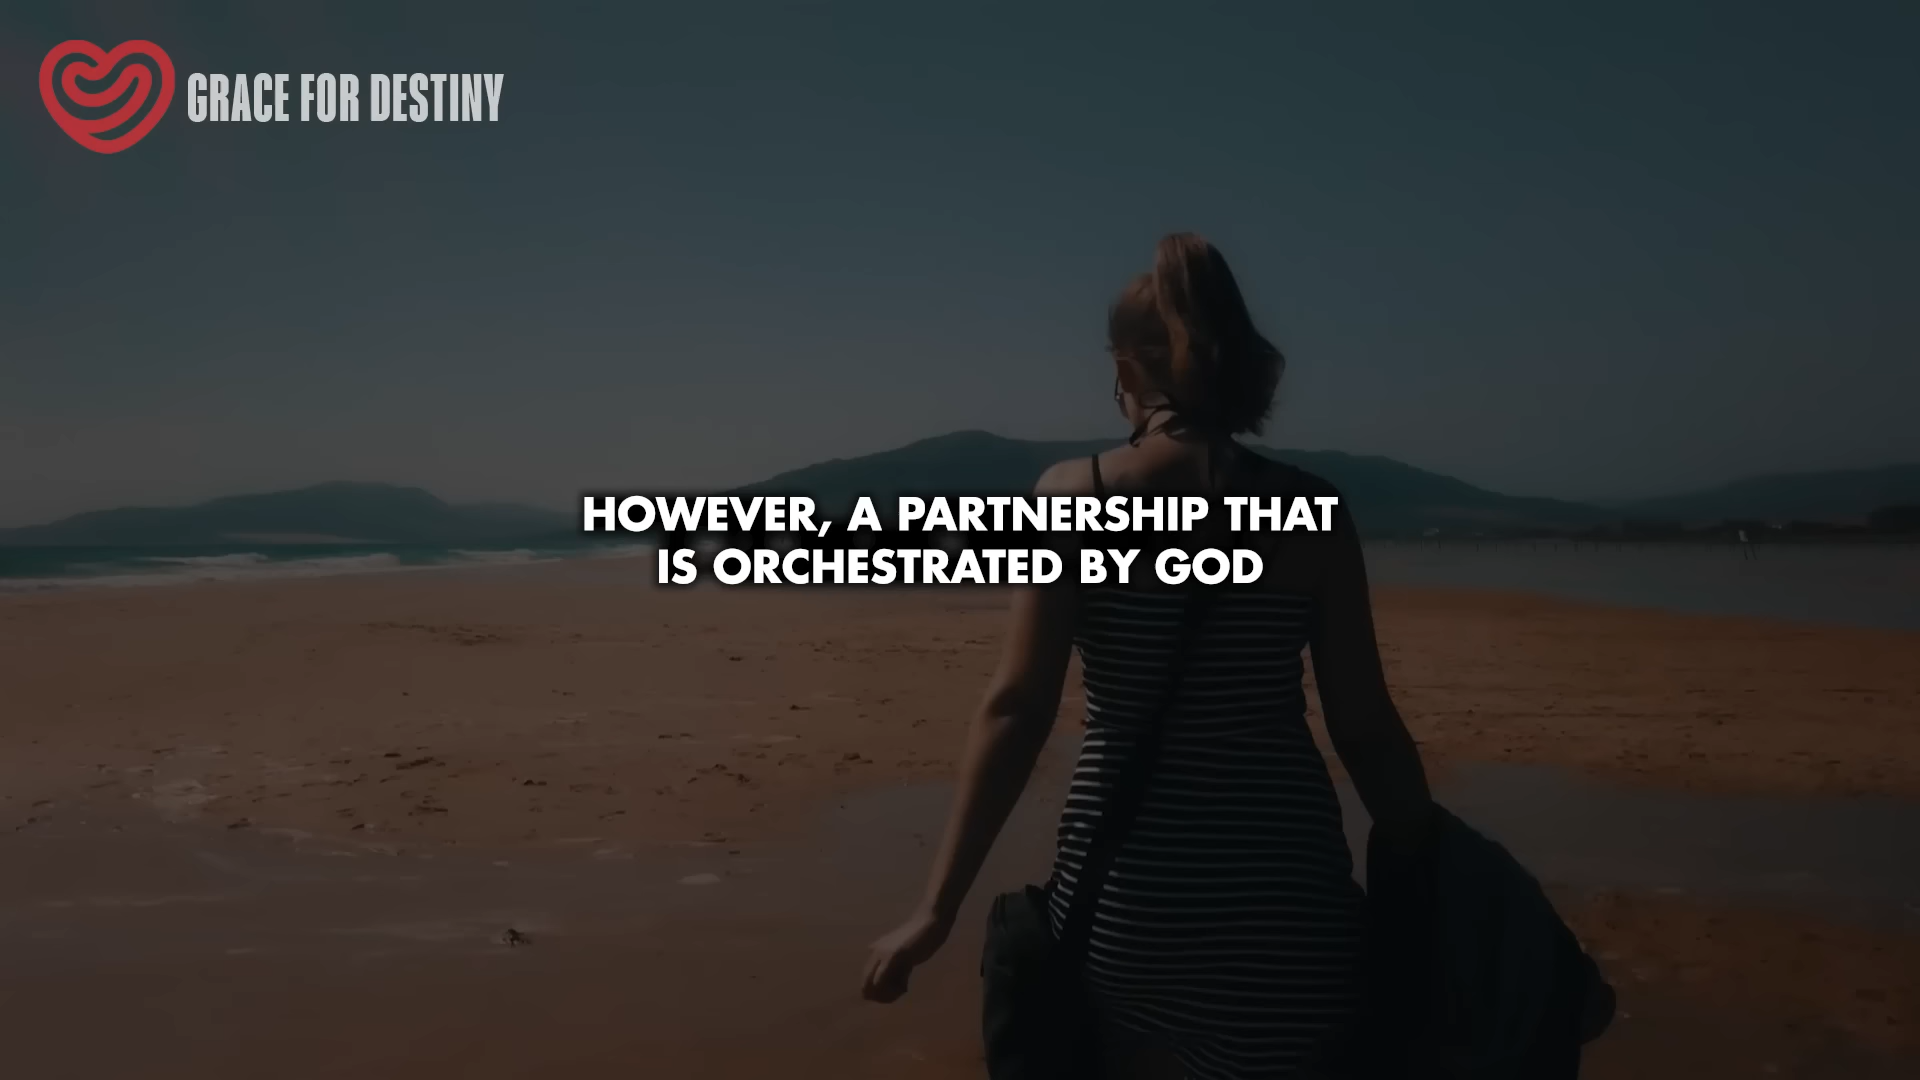 GRACE FOR DESTINY
HOWEVER, A PARTNERSHIP THAT
IS ORCHESTRATED BY GOD